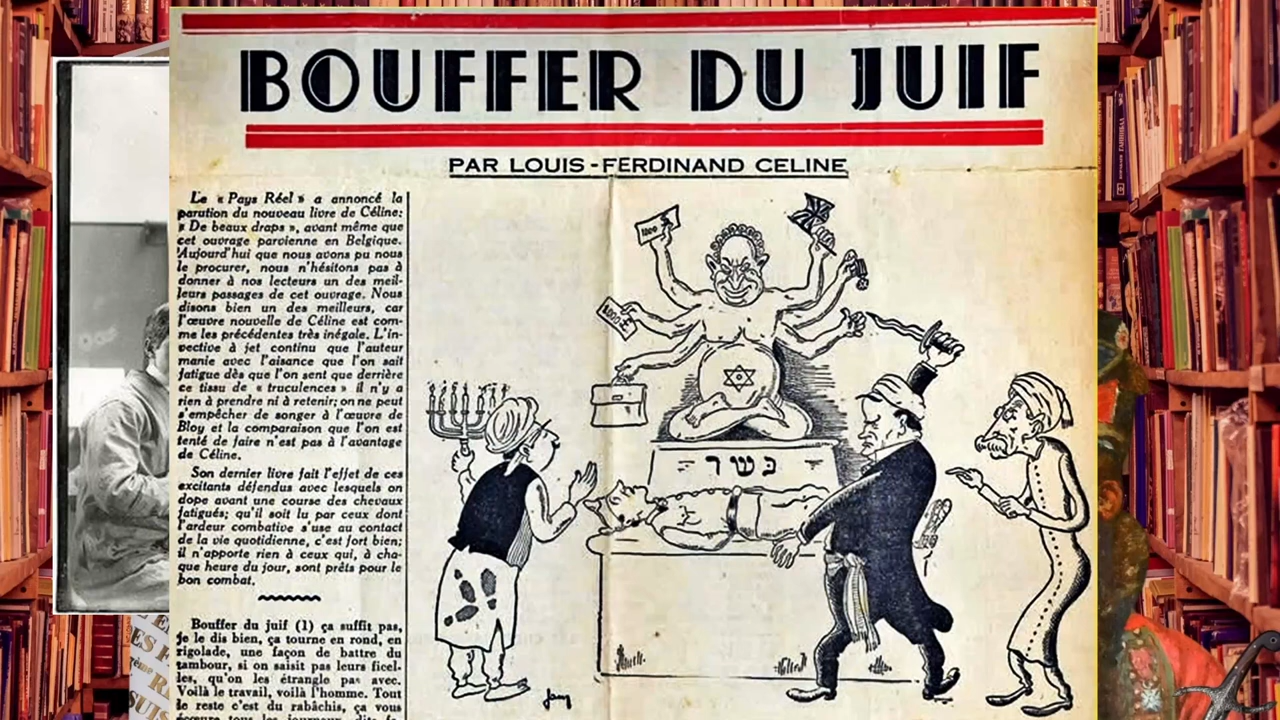 BOUFFER DU JUIF
PAR LOUIS-FERDINAND CELINE
Le « Pays Réel » a annoncé la
parution du nouveau livre de Céline:
« De beaux draps », avant même que
cet ouvrage parvienne en Belgique.
Aujourd'hui que nous avons pu nous
le procurer, nous n'hésitons pas à
donner à nos lecteurs un des meil-
leurs passages de cet ouvrage. Nous
disons bien un des meilleurs, car
l'œuvre nouvelle de Céline est com-
me les précédentes très inégale. L'in-
vective à jet continu que l'auteur
manie avec l'aisance que l'on sait
fatigue dès que l'on sent que derrière
ce tissu de « truculences » il n'y a
rien à prendre ni à retenir; on ne peut
s'empêcher de songer à l'œuvre de
Bloy et la comparaison que l'on est
tenté de faire n'est pas à l'avantage
de Céline.
Son dernier livre fait l'effet de ces
excitants défendus avec lesquels on
dope avant une course des chevaux
fatigués; qu'il soit lu par ceux dont
l'ardeur combative s'use au contact
de la vie quotidienne, c'est fort bien;
il n'apporte rien à ceux qui, à cha-
que heure du jour, sont prêts pour le
bon combat.
Bouffer du juif (1) ça suffit pas,
je le dis bien, ça tourne en rond, en
rigolade, une façon de battre du
tambour, si on saisit pas leurs ficel-
les, qu'on les étrangle pas avec.
Voilà le travail, voilà l'homme. Tout
le reste c'est du rabâchis, ça vous
כשר